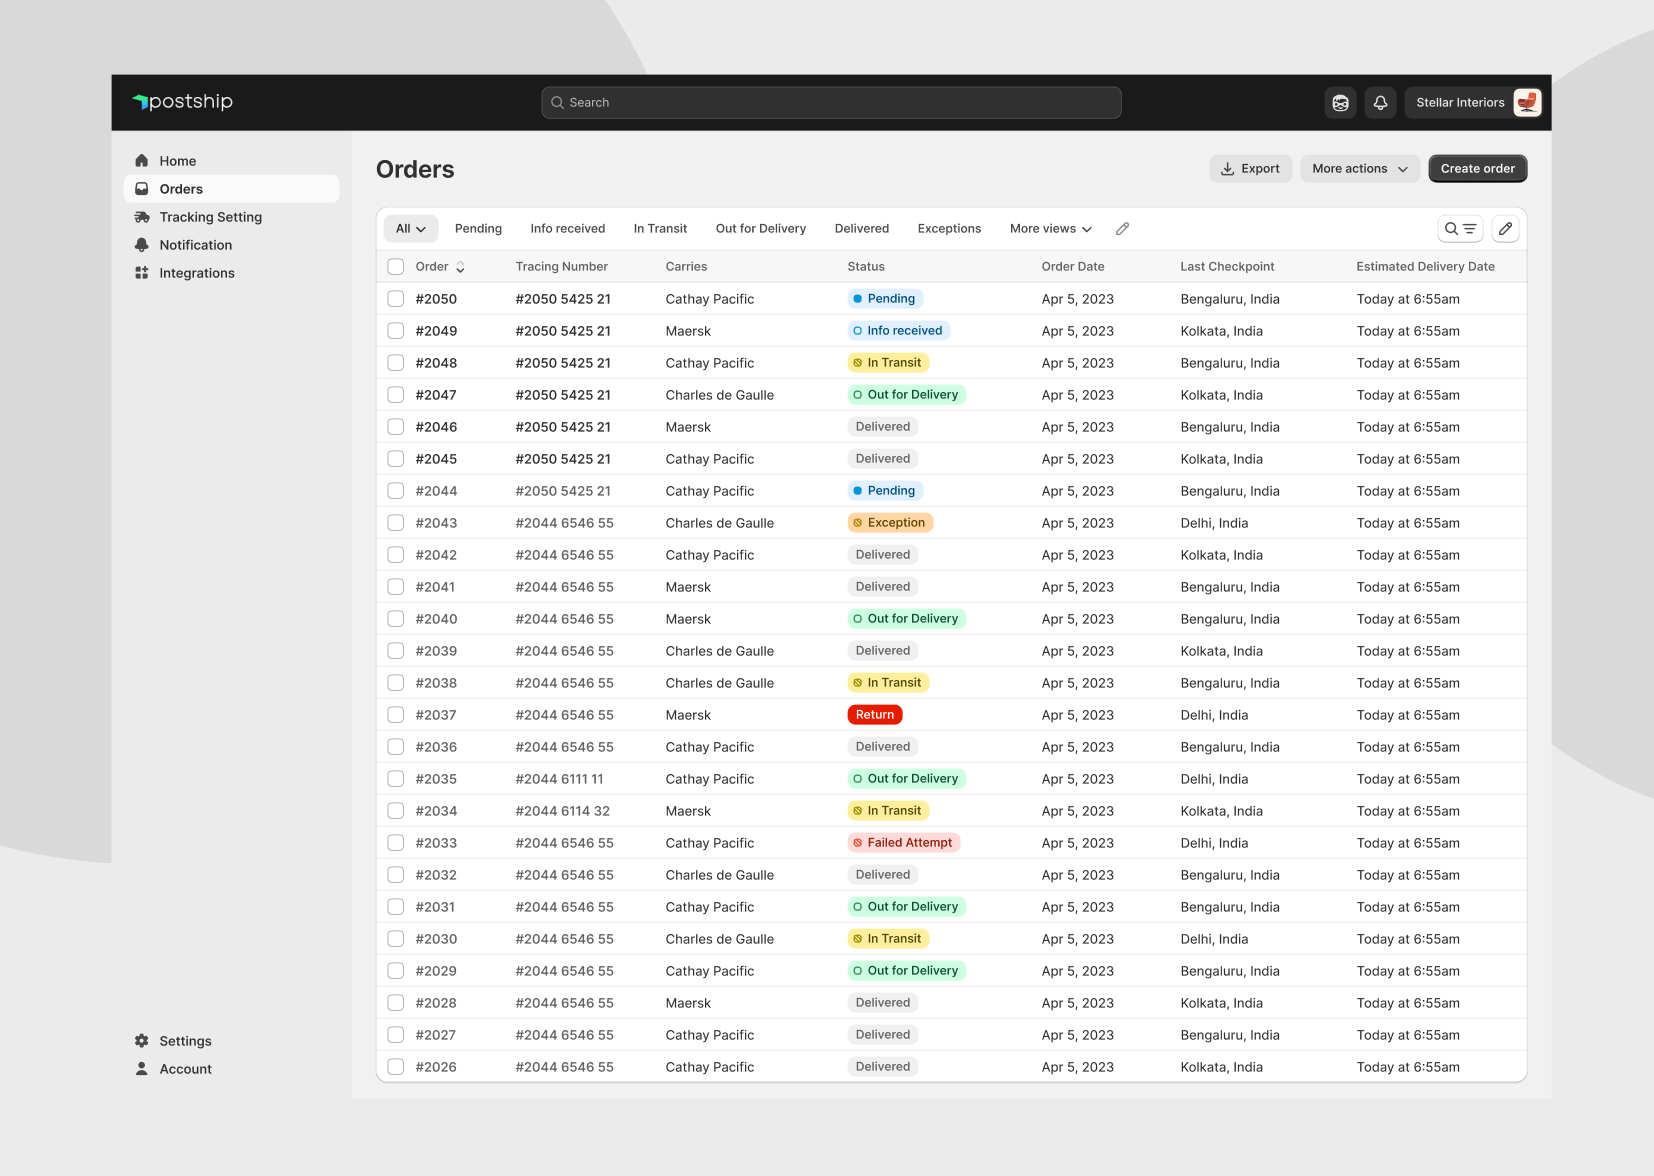 postship
Search
Stellar Interiors
Home
Orders
Tracking Setting
Notification
Integrations
Settings
Account
Orders
Export
More actions
Create order
All Pending Info received In Transit Out for Delivery Delivered Exceptions More views
Order Tracing Number Carries Status Order Date Last Checkpoint Estimated Delivery Date
#2050 #2050 5425 21 Cathay Pacific Pending Apr 5, 2023 Bengaluru, India Today at 6:55am
#2049 #2050 5425 21 Maersk Info received Apr 5, 2023 Kolkata, India Today at 6:55am
#2048 #2050 5425 21 Cathay Pacific In Transit Apr 5, 2023 Bengaluru, India Today at 6:55am
#2047 #2050 5425 21 Charles de Gaulle Out for Delivery Apr 5, 2023 Kolkata, India Today at 6:55am
#2046 #2050 5425 21 Maersk Delivered Apr 5, 2023 Bengaluru, India Today at 6:55am
#2045 #2050 5425 21 Cathay Pacific Delivered Apr 5, 2023 Kolkata, India Today at 6:55am
#2044 #2050 5425 21 Cathay Pacific Pending Apr 5, 2023 Bengaluru, India Today at 6:55am
#2043 #2044 6546 55 Charles de Gaulle Exception Apr 5, 2023 Delhi, India Today at 6:55am
#2042 #2044 6546 55 Cathay Pacific Delivered Apr 5, 2023 Kolkata, India Today at 6:55am
#2041 #2044 6546 55 Maersk Delivered Apr 5, 2023 Bengaluru, India Today at 6:55am
#2040 #2044 6546 55 Maersk Out for Delivery Apr 5, 2023 Bengaluru, India Today at 6:55am
#2039 #2044 6546 55 Charles de Gaulle Delivered Apr 5, 2023 Kolkata, India Today at 6:55am
#2038 #2044 6546 55 Charles de Gaulle In Transit Apr 5, 2023 Bengaluru, India Today at 6:55am
#2037 #2044 6546 55 Maersk Return Apr 5, 2023 Delhi, India Today at 6:55am
#2036 #2044 6546 55 Cathay Pacific Delivered Apr 5, 2023 Bengaluru, India Today at 6:55am
#2035 #2044 6111 11 Cathay Pacific Out for Delivery Apr 5, 2023 Delhi, India Today at 6:55am
#2034 #2044 6114 32 Maersk In Transit Apr 5, 2023 Kolkata, India Today at 6:55am
#2033 #2044 6546 55 Cathay Pacific Failed Attempt Apr 5, 2023 Delhi, India Today at 6:55am
#2032 #2044 6546 55 Charles de Gaulle Delivered Apr 5, 2023 Bengaluru, India Today at 6:55am
#2031 #2044 6546 55 Cathay Pacific Out for Delivery Apr 5, 2023 Bengaluru, India Today at 6:55am
#2030 #2044 6546 55 Charles de Gaulle In Transit Apr 5, 2023 Delhi, India Today at 6:55am
#2029 #2044 6546 55 Cathay Pacific Out for Delivery Apr 5, 2023 Bengaluru, India Today at 6:55am
#2028 #2044 6546 55 Maersk Delivered Apr 5, 2023 Kolkata, India Today at 6:55am
#2027 #2044 6546 55 Cathay Pacific Delivered Apr 5, 2023 Bengaluru, India Today at 6:55am
#2026 #2044 6546 55 Cathay Pacific Delivered Apr 5, 2023 Kolkata, India Today at 6:55am